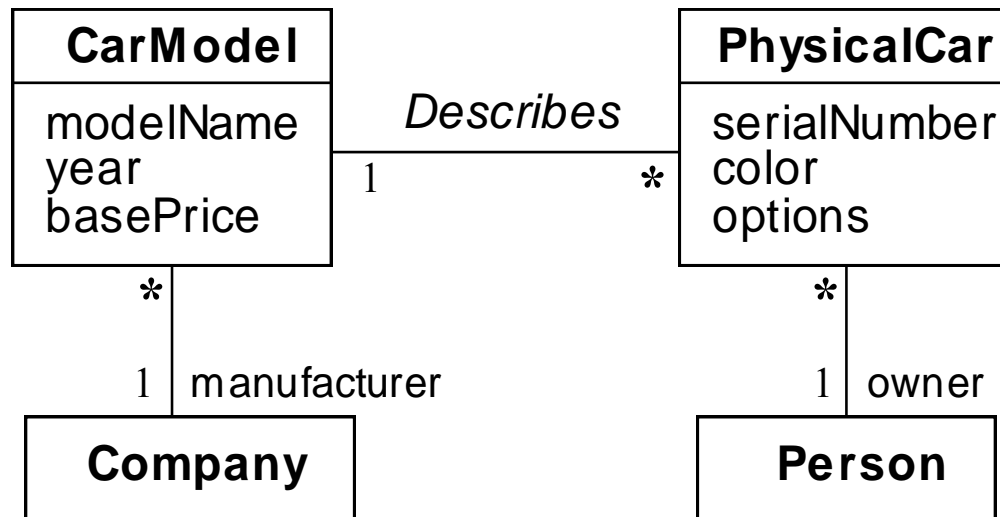 CarModel
modelName
year
basePrice
Describes
1
*
PhysicalCar
serialNumber
color
options
*
1 manufacturer
Company
*
1 owner
Person